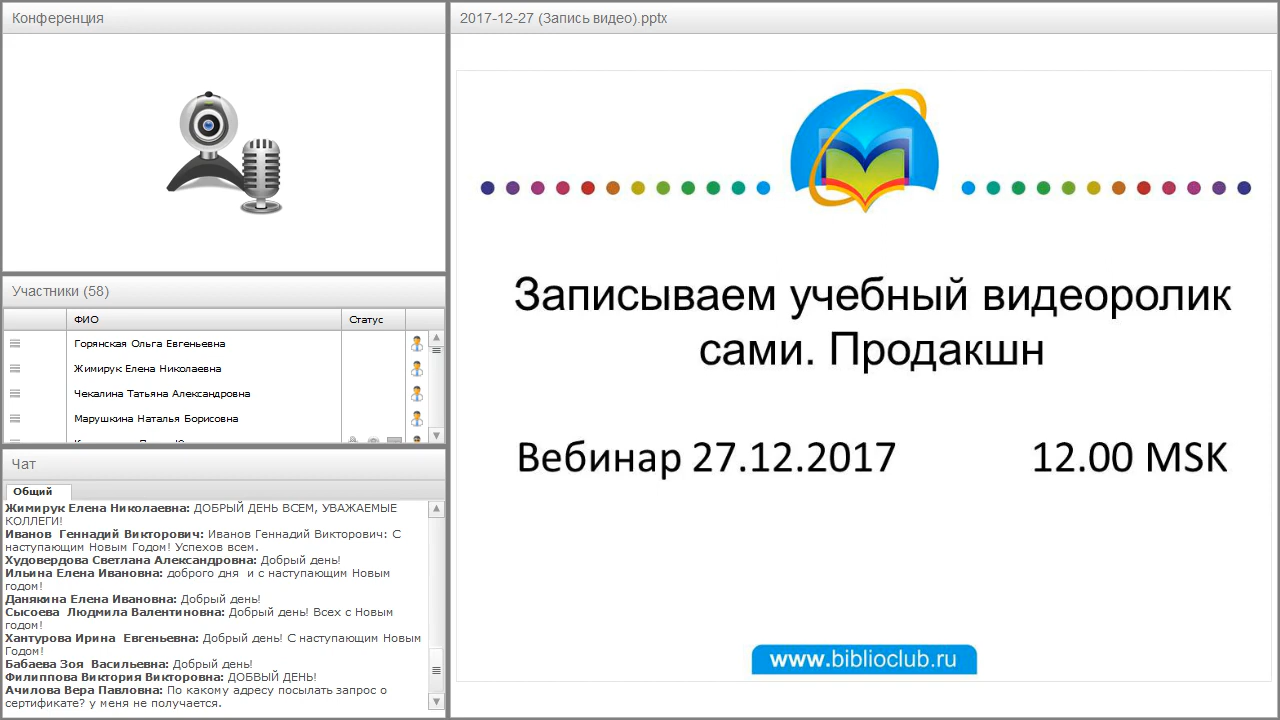 Конференция
Участники (58)
ФИО Статус
Горянская Ольга Евгеньевна
Жимирук Елена Николаевна
Чекалина Татьяна Александровна
Марушкина Наталья Борисовна
Чат
Общий
Жимирук Елена Николаевна: ДОБРЫЙ ДЕНЬ ВСЕМ, УВАЖАЕМЫЕ
КОЛЛЕГИ!
Иванов Геннадий Викторович: Иванов Геннадий Викторович: С
наступающим Новым Годом! Успехов всем.
Худовердова Светлана Александровна: Добрый день!
Ильина Елена Ивановна: доброго дня и с наступающим Новым
годом!
Данякина Елена Ивановна: Добрый день!
Сысоева Людмила Валентиновна: Добрый день! Всех с Новым
годом!
Хантурова Ирина Евгеньевна: Добрый день! С наступающим Новым
Годом!
Бабаева Зоя Васильевна: Добрый день!
Филиппова Виктория Викторовна: ДОБВЫЙ ДЕНЬ!
Ачилова Вера Павловна: По какому адресу посылать запрос о
сертификате? у меня не получается.
2017-12-27 (Запись видео).pptx
Записываем учебный видеоролик
сами. Продакшн
Вебинар 27.12.2017 12.00 MSK
www.biblioclub.ru